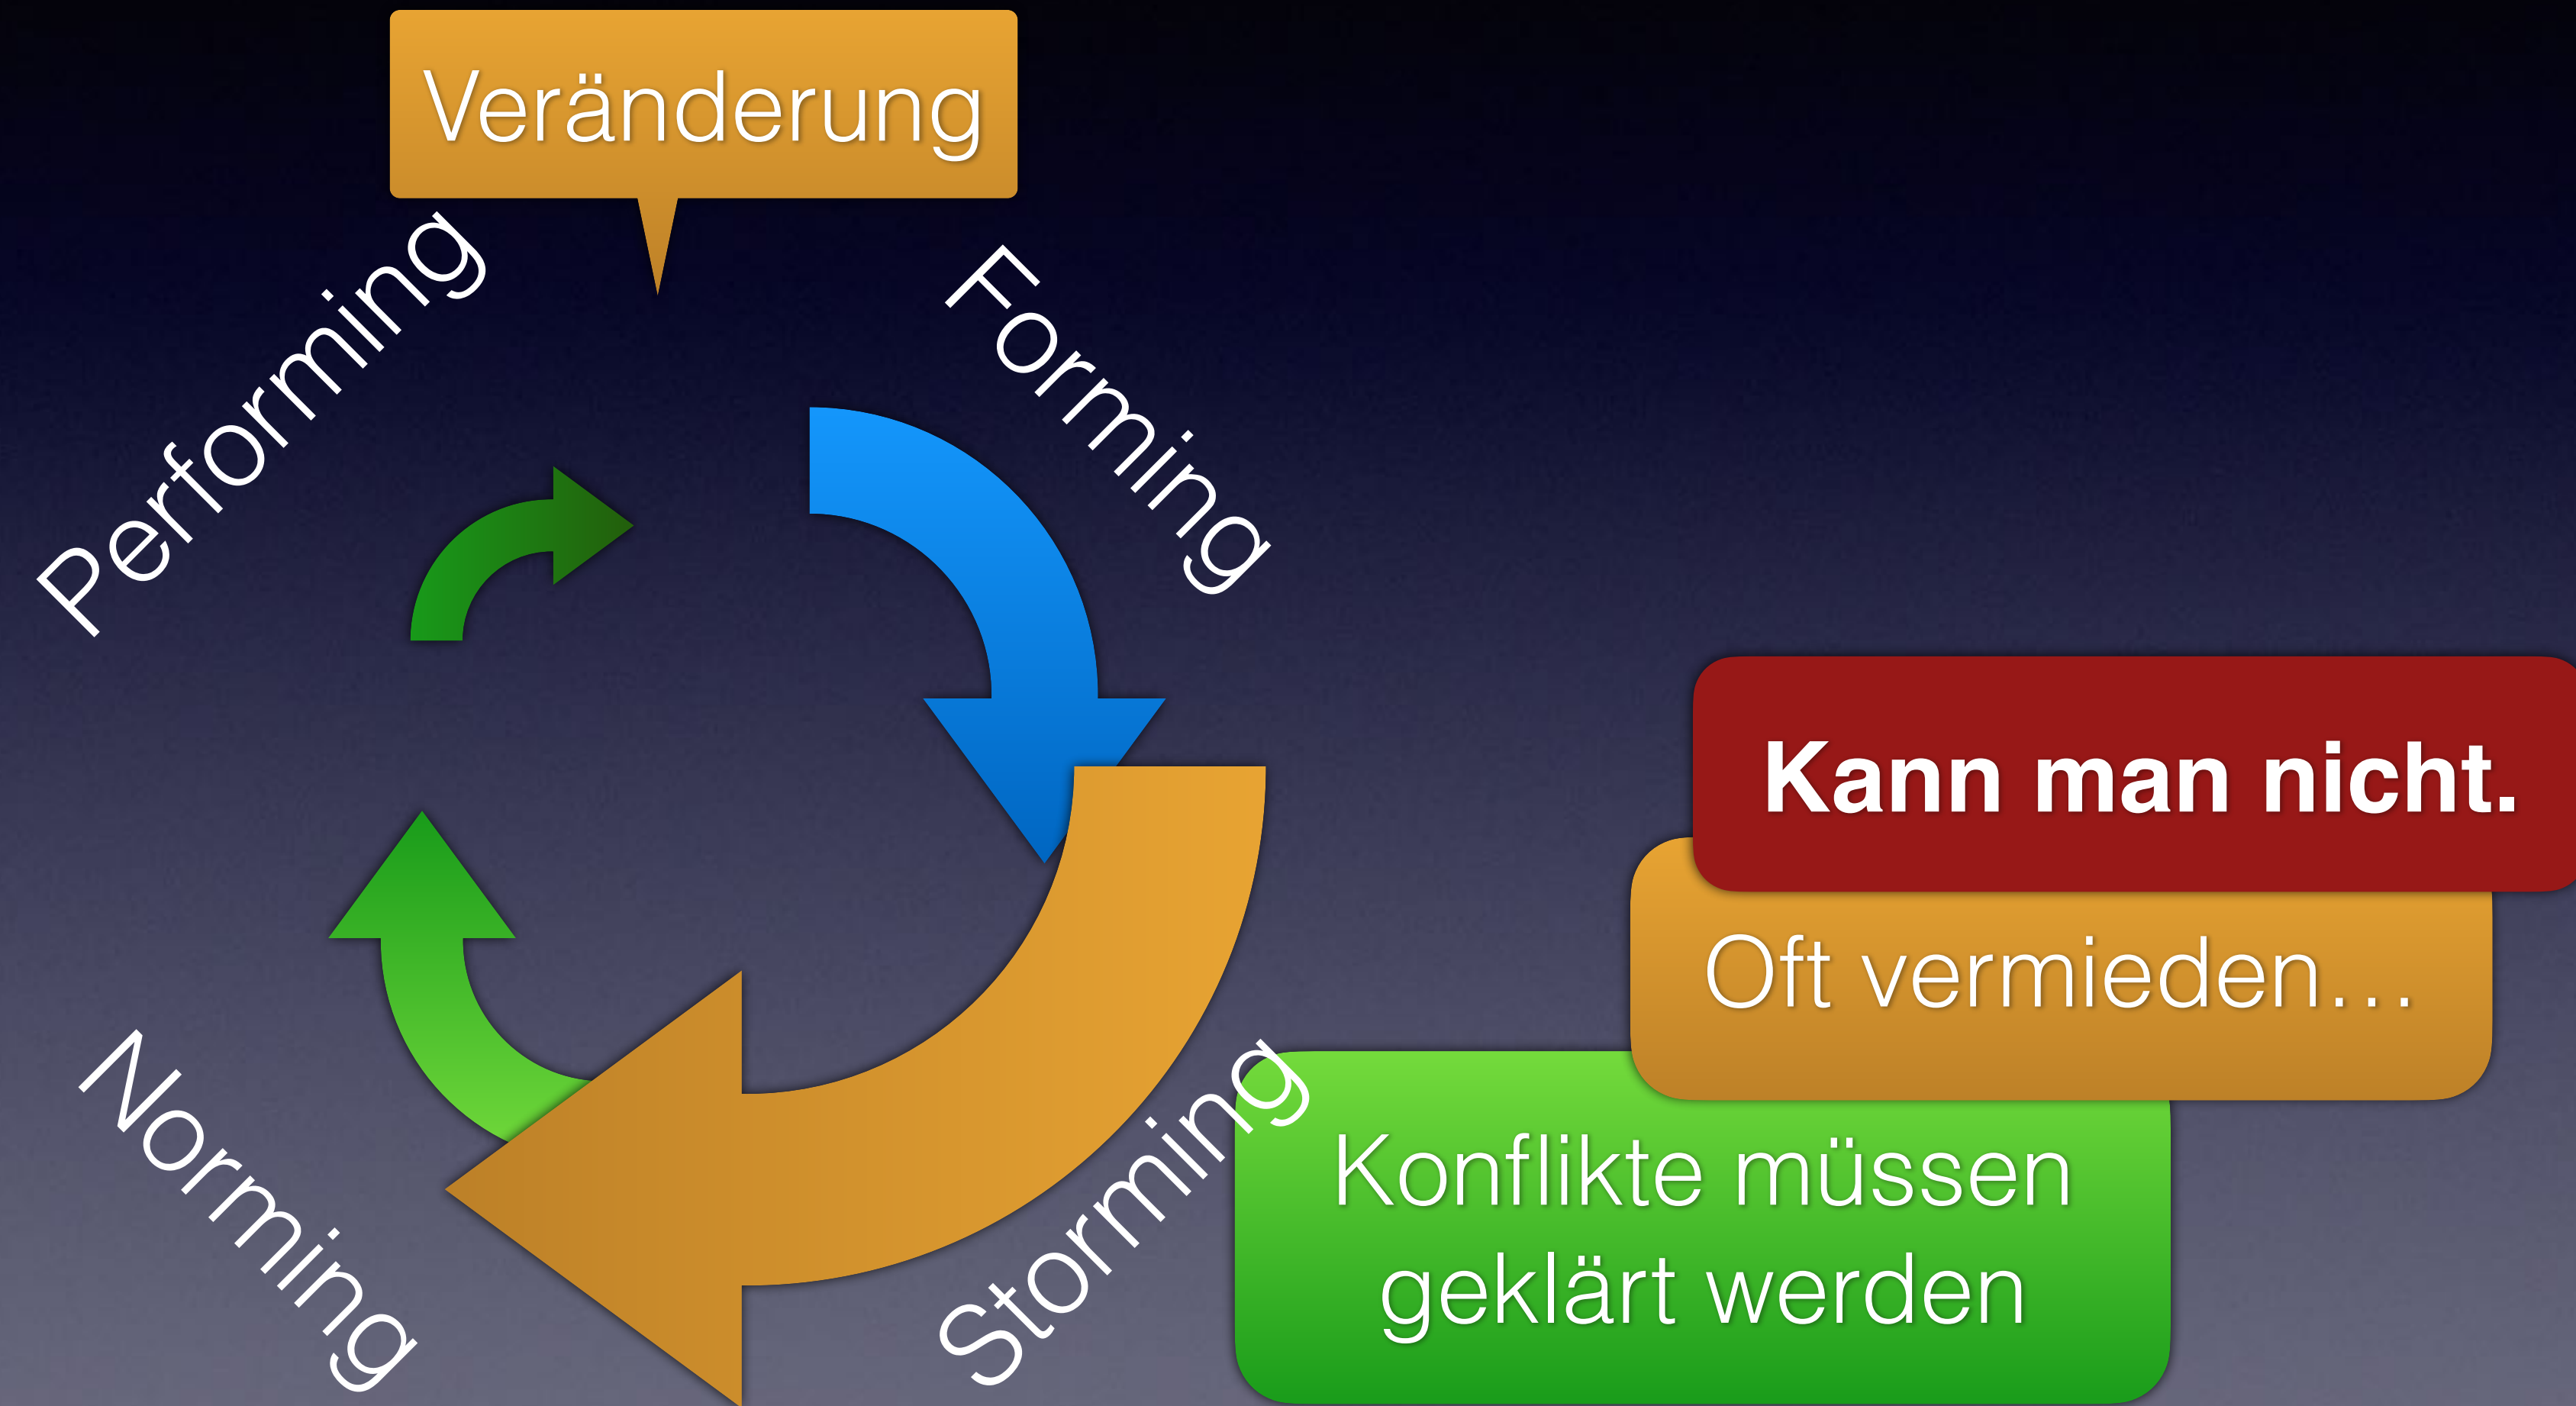 Veränderung
Performing
Forming
Kann man nicht.
Oft vermieden…
Konflikte müssen
geklärt werden
Norming
Storming